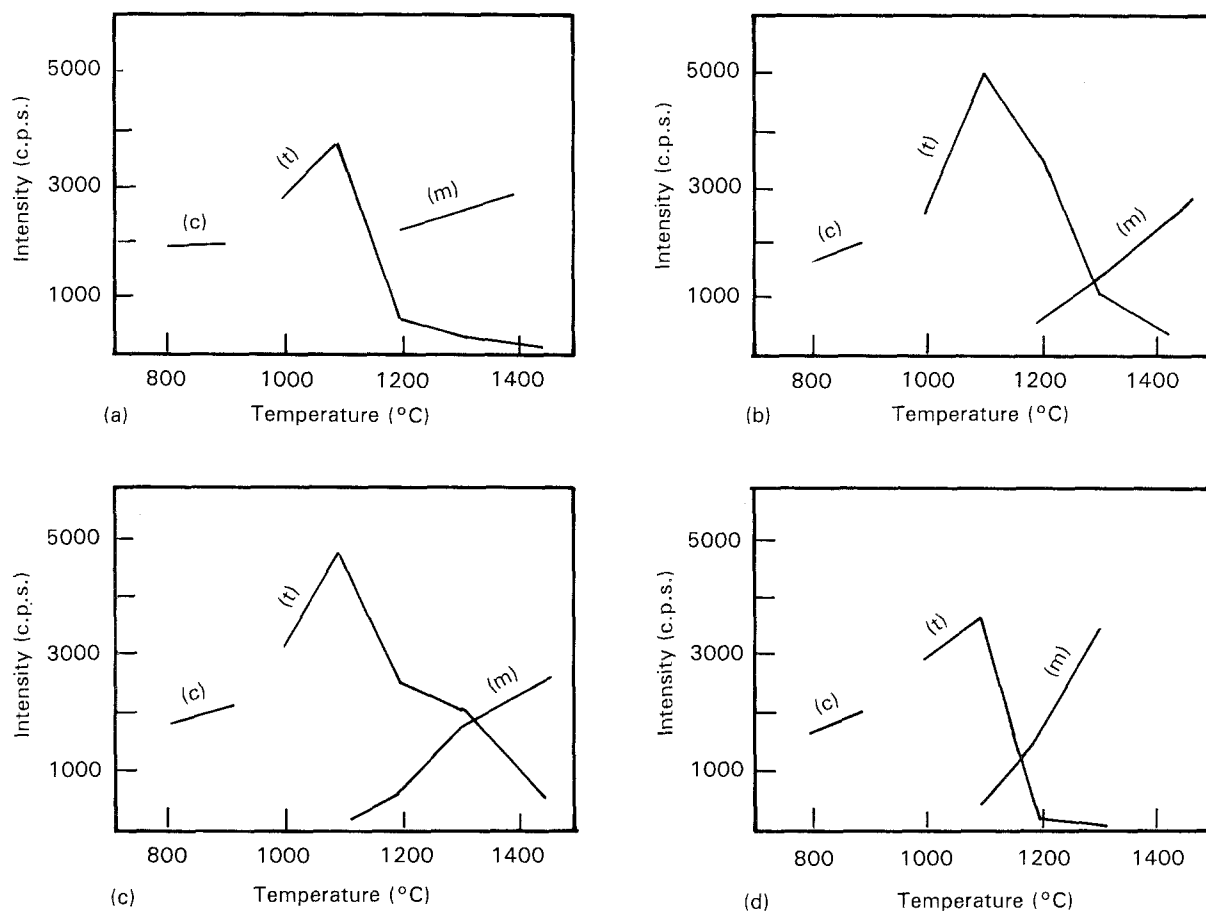 Intensity (c.p.s.)
5000
3000
1000
(c)
(t)
(m)
800
1000
1200
1400
(a)
Temperature (°C)
Intensity (c.p.s.)
5000
3000
1000
(c)
(t)
(m)
800
1000
1200
1400
(b)
Temperature (°C)
Intensity (c.p.s.)
5000
3000
1000
(c)
(t)
(m)
800
1000
1200
1400
(c)
Temperature (°C)
Intensity (c.p.s.)
5000
3000
1000
(c)
(t)
(m)
800
1000
1200
1400
(d)
Temperature (°C)